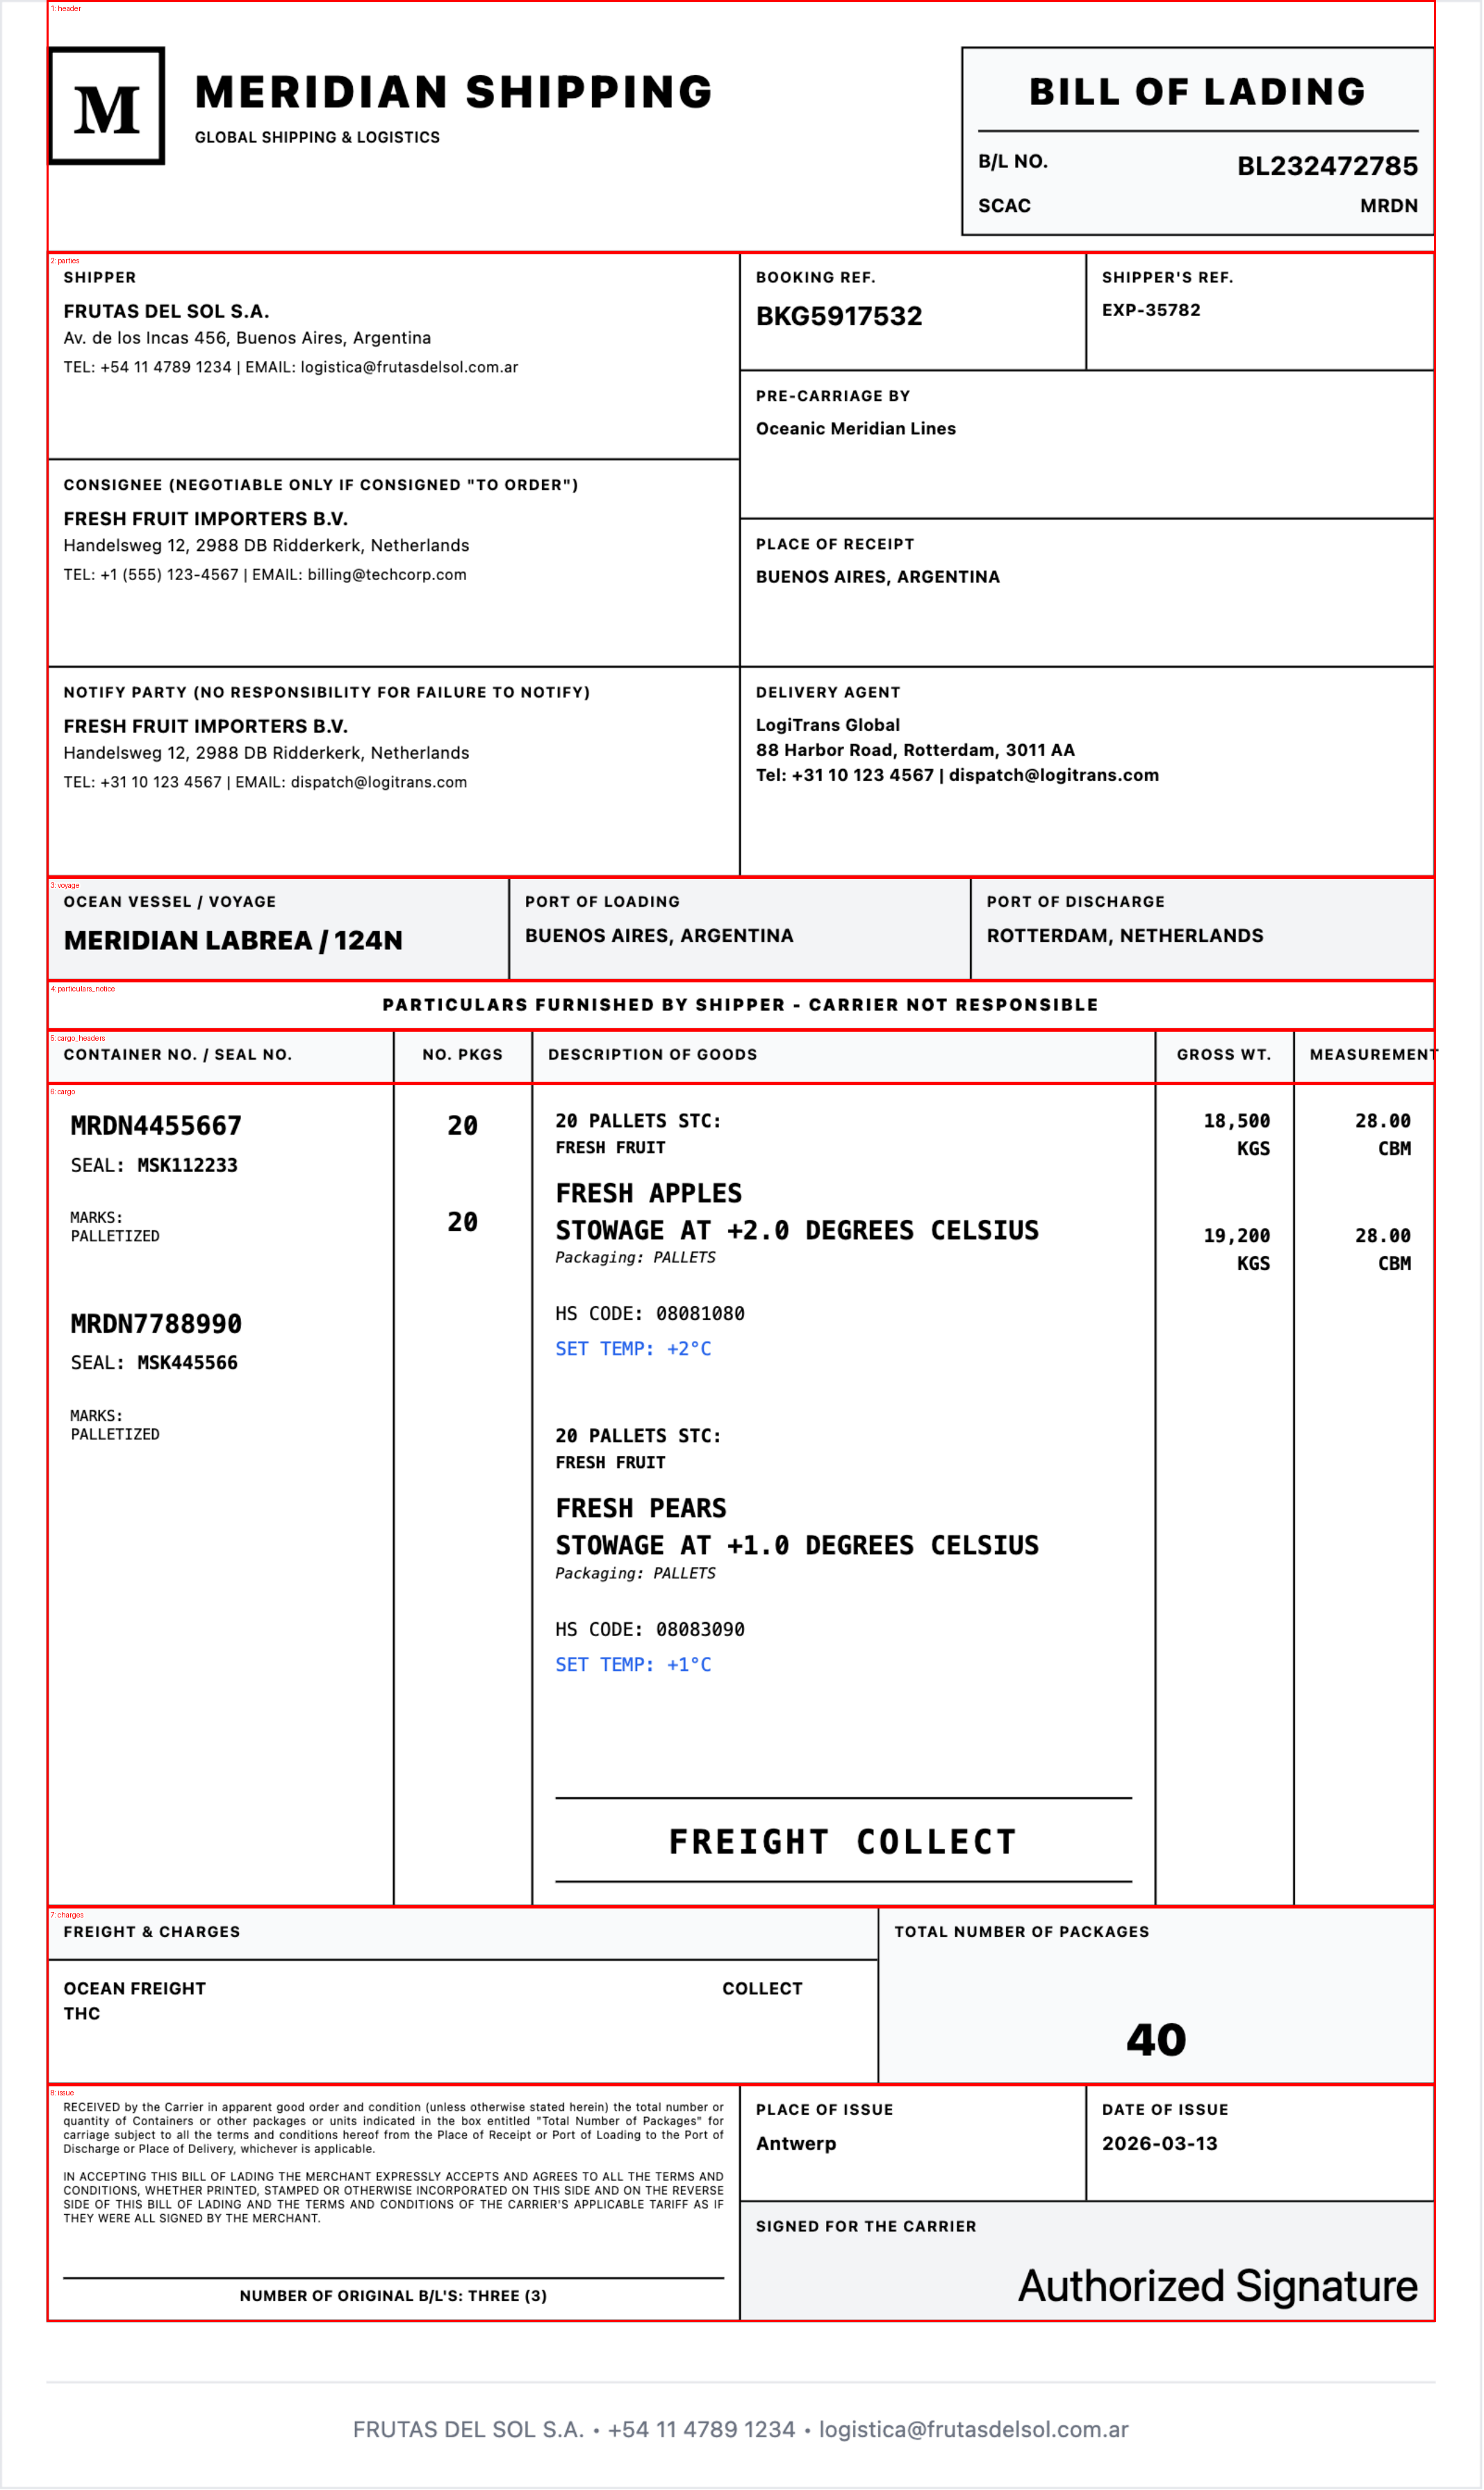 1: header
M
MERIDIAN SHIPPING
GLOBAL SHIPPING & LOGISTICS
BILL OF LADING
B/L NO. BL232472785
SCAC MRDN
2: parties
SHIPPER
FRUTAS DEL SOL S.A.
Av. de los Incas 456, Buenos Aires, Argentina
TEL: +54 11 4789 1234 | EMAIL: logistica@frutasdelsol.com.ar
CONSIGNEE (NEGOTIABLE ONLY IF CONSIGNED "TO ORDER")
FRESH FRUIT IMPORTERS B.V.
Handelsweg 12, 2988 DB Ridderkerk, Netherlands
TEL: +1 (555) 123-4567 | EMAIL: billing@techcorp.com
NOTIFY PARTY (NO RESPONSIBILITY FOR FAILURE TO NOTIFY)
FRESH FRUIT IMPORTERS B.V.
Handelsweg 12, 2988 DB Ridderkerk, Netherlands
TEL: +31 10 123 4567 | EMAIL: dispatch@logitrans.com
BOOKING REF.
BKG5917532
SHIPPER'S REF.
EXP-35782
PRE-CARRIAGE BY
Oceanic Meridian Lines
PLACE OF RECEIPT
BUENOS AIRES, ARGENTINA
DELIVERY AGENT
LogiTrans Global
88 Harbor Road, Rotterdam, 3011 AA
Tel: +31 10 123 4567 | dispatch@logitrans.com
3: voyage
OCEAN VESSEL / VOYAGE
MERIDIAN LABREA / 124N
PORT OF LOADING
BUENOS AIRES, ARGENTINA
PORT OF DISCHARGE
ROTTERDAM, NETHERLANDS
4: particulars_notice
PARTICULARS FURNISHED BY SHIPPER - CARRIER NOT RESPONSIBLE
5: cargo_headers
CONTAINER NO. / SEAL NO. NO. PKGS DESCRIPTION OF GOODS GROSS WT. MEASUREMENT
6: cargo
MRDN4455667
SEAL: MSK112233
MARKS:
PALLETIZED
MRDN7788990
SEAL: MSK445566
MARKS:
PALLETIZED
20
20
20 PALLETS STC:
FRESH FRUIT
FRESH APPLES
STOWAGE AT +2.0 DEGREES CELSIUS
Packaging: PALLETS
HS CODE: 08081080
SET TEMP: +2°C
20 PALLETS STC:
FRESH FRUIT
FRESH PEARS
STOWAGE AT +1.0 DEGREES CELSIUS
Packaging: PALLETS
HS CODE: 08083090
SET TEMP: +1°C
FREIGHT COLLECT
18,500
KGS
19,200
KGS
28.00
CBM
28.00
CBM
7: charges
FREIGHT & CHARGES
OCEAN FREIGHT COLLECT
THC
TOTAL NUMBER OF PACKAGES
40
8: issue
RECEIVED by the Carrier in apparent good order and condition (unless otherwise stated herein) the total number or
quantity of Containers or other packages or units indicated in the box entitled "Total Number of Packages" for
carriage subject to all the terms and conditions hereof from the Place of Receipt or Port of Loading to the Port of
Discharge or Place of Delivery, whichever is applicable.
IN ACCEPTING THIS BILL OF LADING THE MERCHANT EXPRESSLY ACCEPTS AND AGREES TO ALL THE TERMS AND
CONDITIONS, WHETHER PRINTED, STAMPED OR OTHERWISE INCORPORATED ON THIS SIDE AND ON THE REVERSE
SIDE OF THIS BILL OF LADING AND THE TERMS AND CONDITIONS OF THE CARRIER'S APPLICABLE TARIFF AS IF
THEY WERE ALL SIGNED BY THE MERCHANT.
NUMBER OF ORIGINAL B/L'S: THREE (3)
PLACE OF ISSUE
Antwerp
DATE OF ISSUE
2026-03-13
SIGNED FOR THE CARRIER
Authorized Signature
FRUTAS DEL SOL S.A. • +54 11 4789 1234 • logistica@frutasdelsol.com.ar